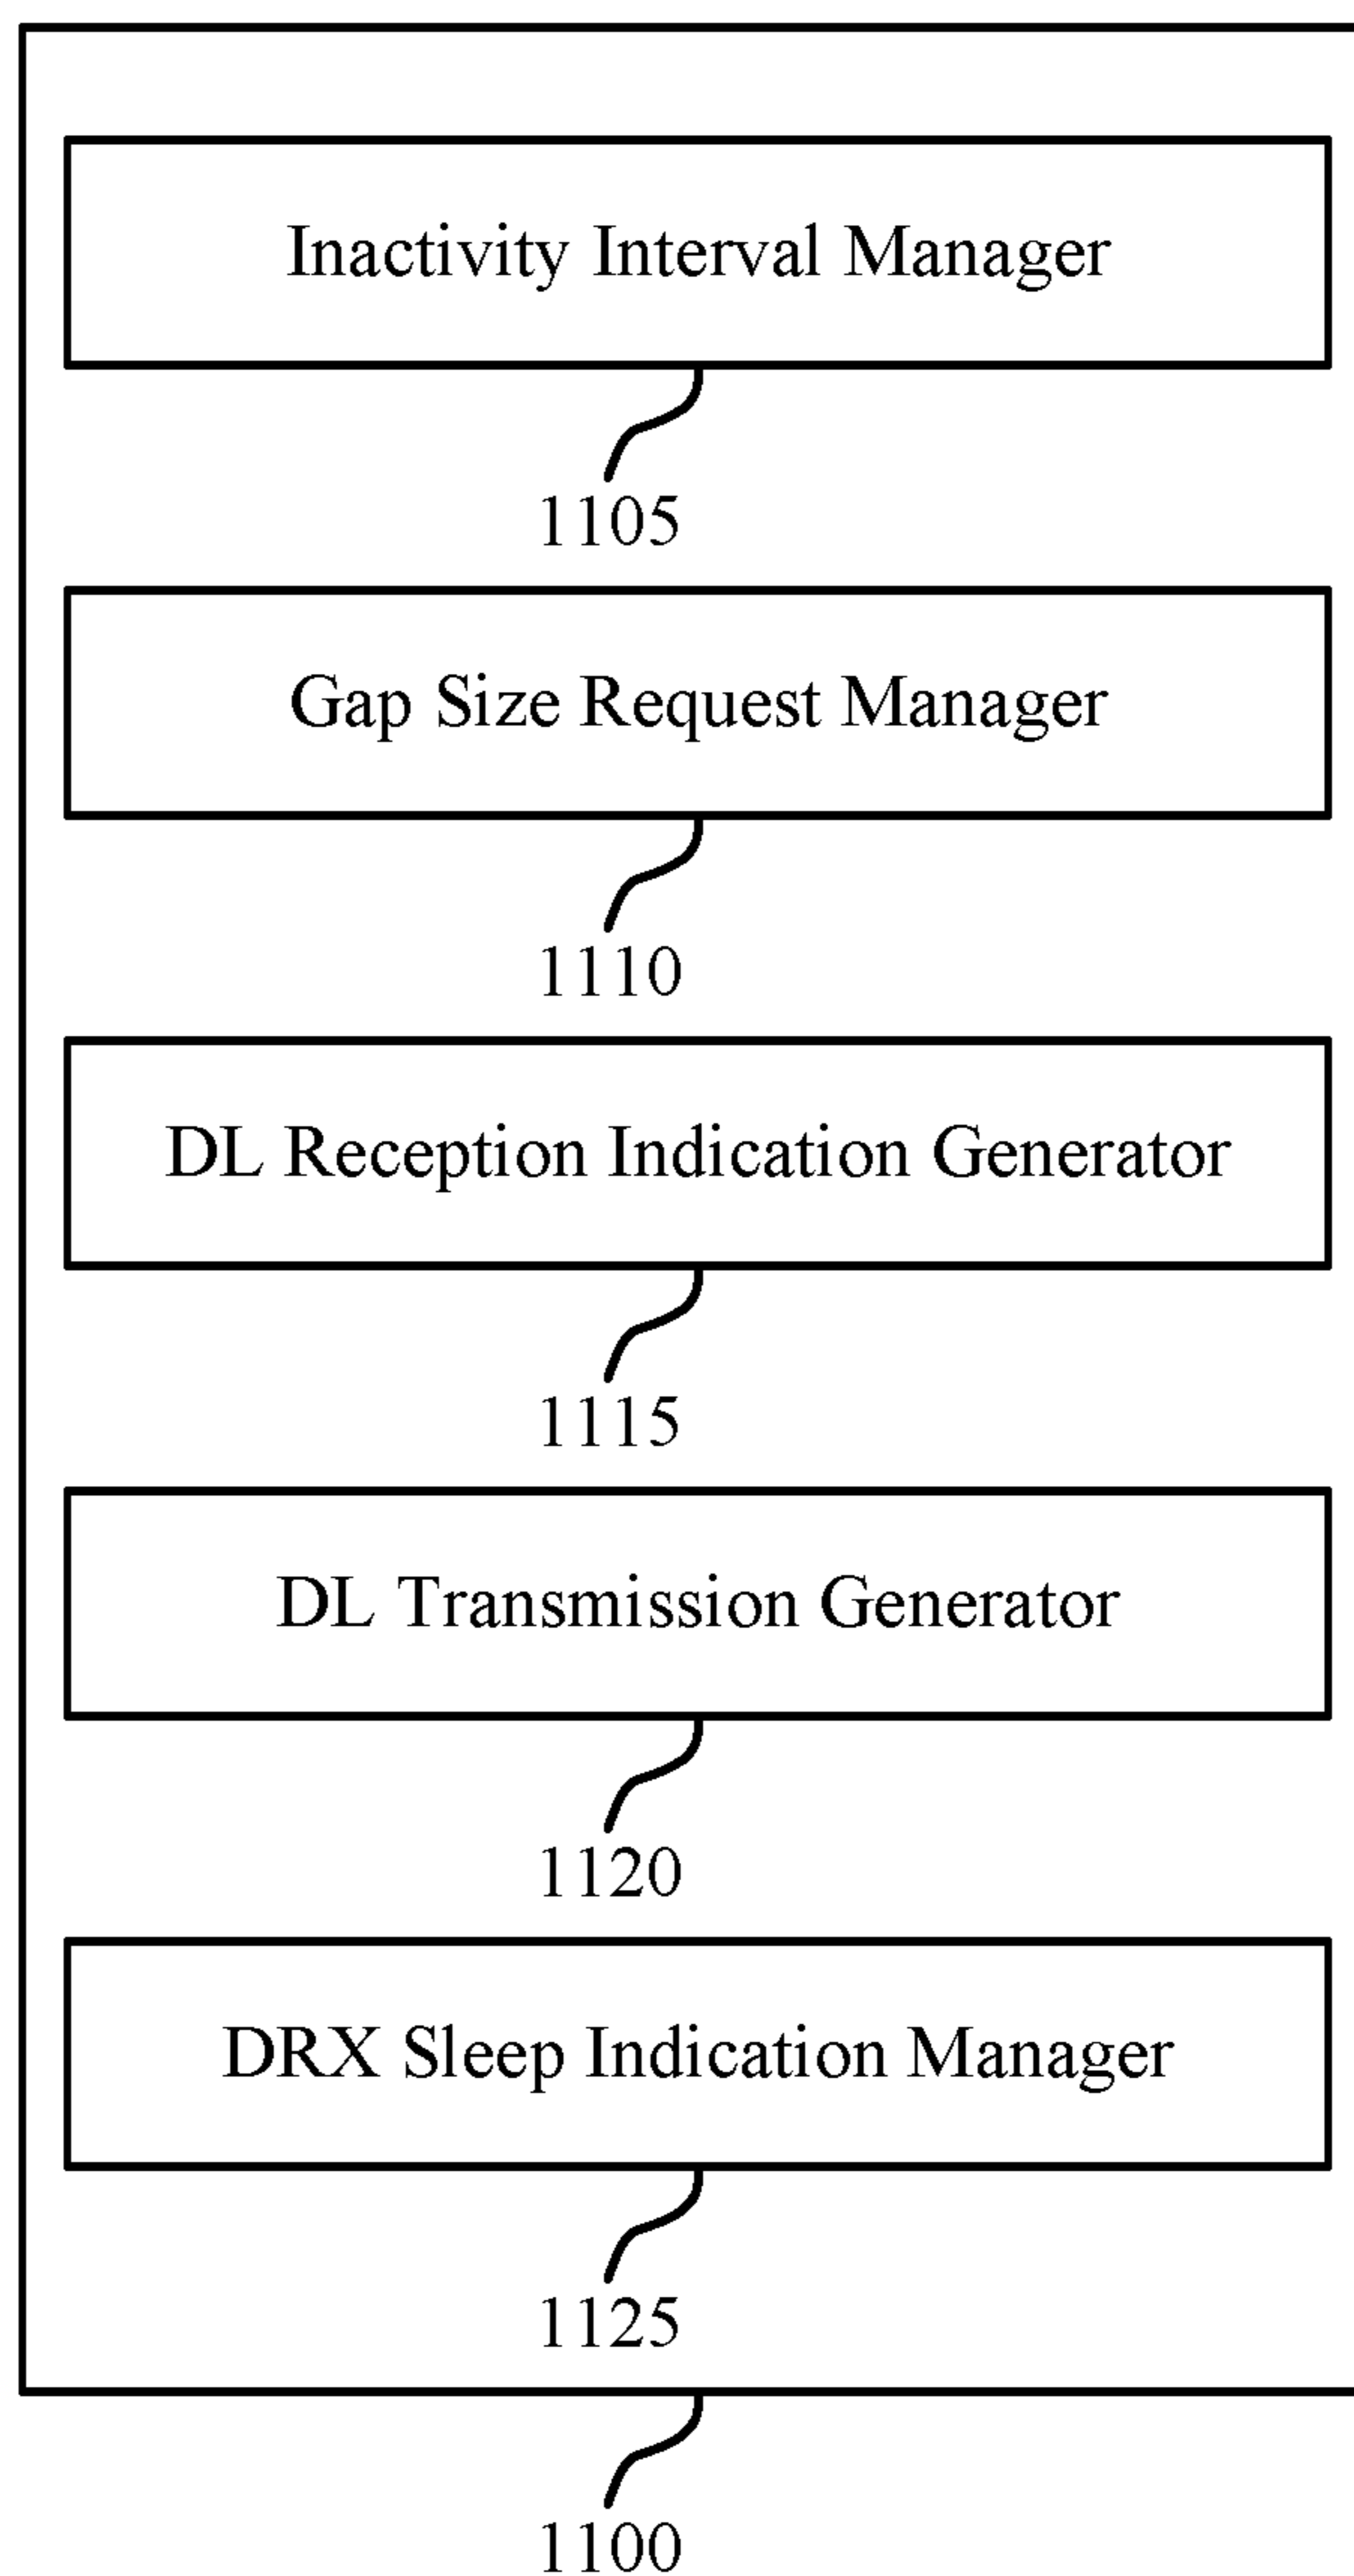 Inactivity Interval Manager
1105
Gap Size Request Manager
1110
DL Reception Indication Generator
1115
DL Transmission Generator
1120
DRX Sleep Indication Manager
1125
1100